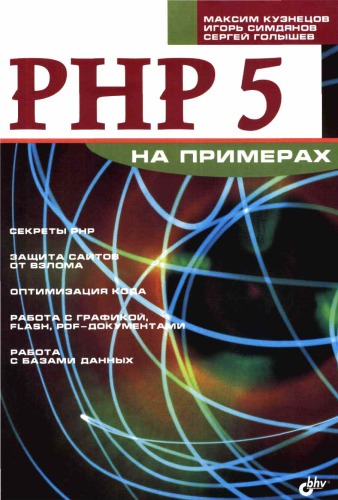 МАКСИМ КУЗНЕЦОВ
ИГОРЬ СИМДЯНОВ
СЕРГЕЙ ГОЛЫШЕВ
PHP 5
НА ПРИМЕРАХ
СЕКРЕТЫ PHP
ЗАЩИТА САЙТОВ
ОТ ВЗЛОМА
ОПТИМИЗАЦИЯ КОДА
РАБОТА С ГРАФИКОЙ,
FLASH, PDF-ДОКУМЕНТАМИ
РАБОТА
С БАЗАМИ ДАННЫХ
bhv